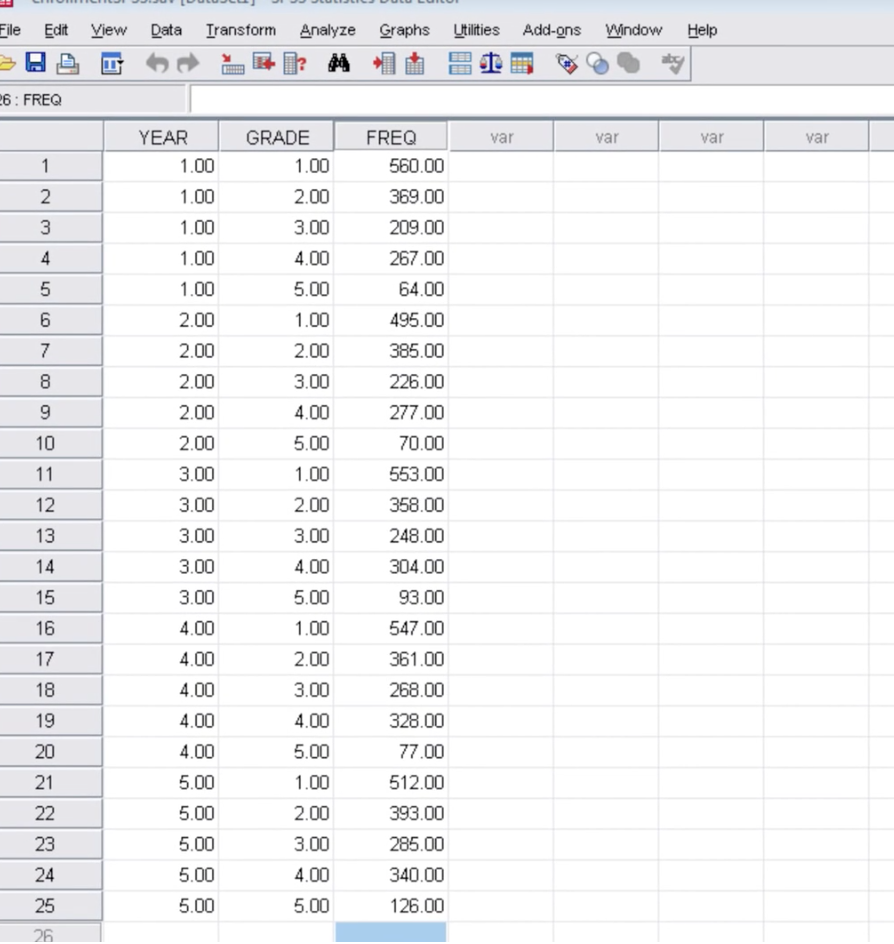 File Edit View Data Transform Analyze Graphs Utilities Add-ons Window Help
26 : FREQ
YEAR GRADE FREQ var var var var
1 1.00 1.00 560.00
2 1.00 2.00 369.00
3 1.00 3.00 209.00
4 1.00 4.00 267.00
5 1.00 5.00 64.00
6 2.00 1.00 495.00
7 2.00 2.00 385.00
8 2.00 3.00 226.00
9 2.00 4.00 277.00
10 2.00 5.00 70.00
11 3.00 1.00 553.00
12 3.00 2.00 358.00
13 3.00 3.00 248.00
14 3.00 4.00 304.00
15 3.00 5.00 93.00
16 4.00 1.00 547.00
17 4.00 2.00 361.00
18 4.00 3.00 268.00
19 4.00 4.00 328.00
20 4.00 5.00 77.00
21 5.00 1.00 512.00
22 5.00 2.00 393.00
23 5.00 3.00 285.00
24 5.00 4.00 340.00
25 5.00 5.00 126.00
26